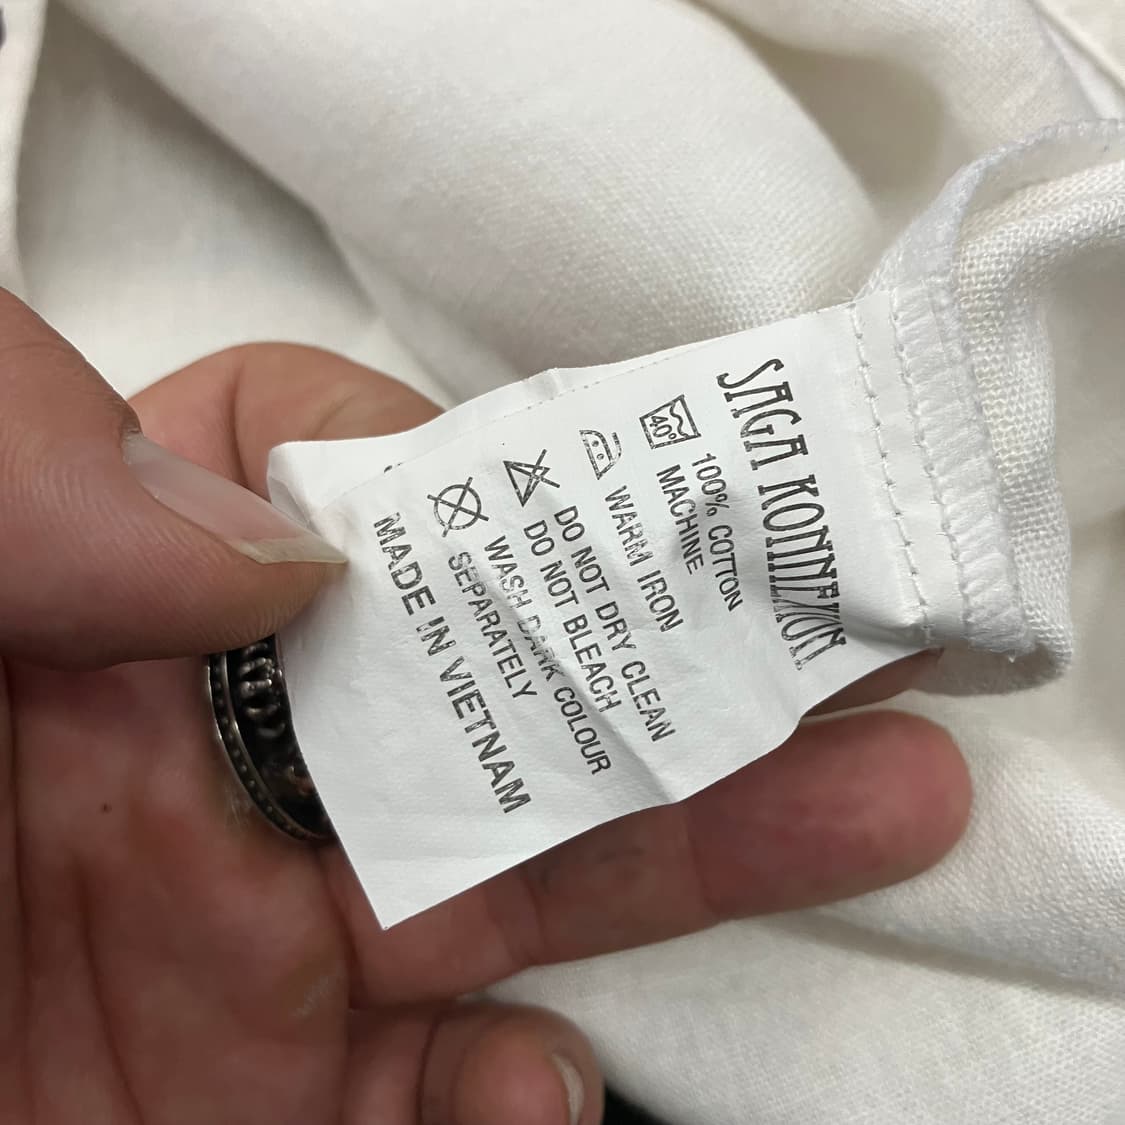 SAGA KONNEXION
100% COTTON
40° MACHINE
WARM IRON
DO NOT DRY CLEAN
DO NOT BLEACH
WASH DARK COLOUR
SEPARATELY
MADE IN VIETNAM